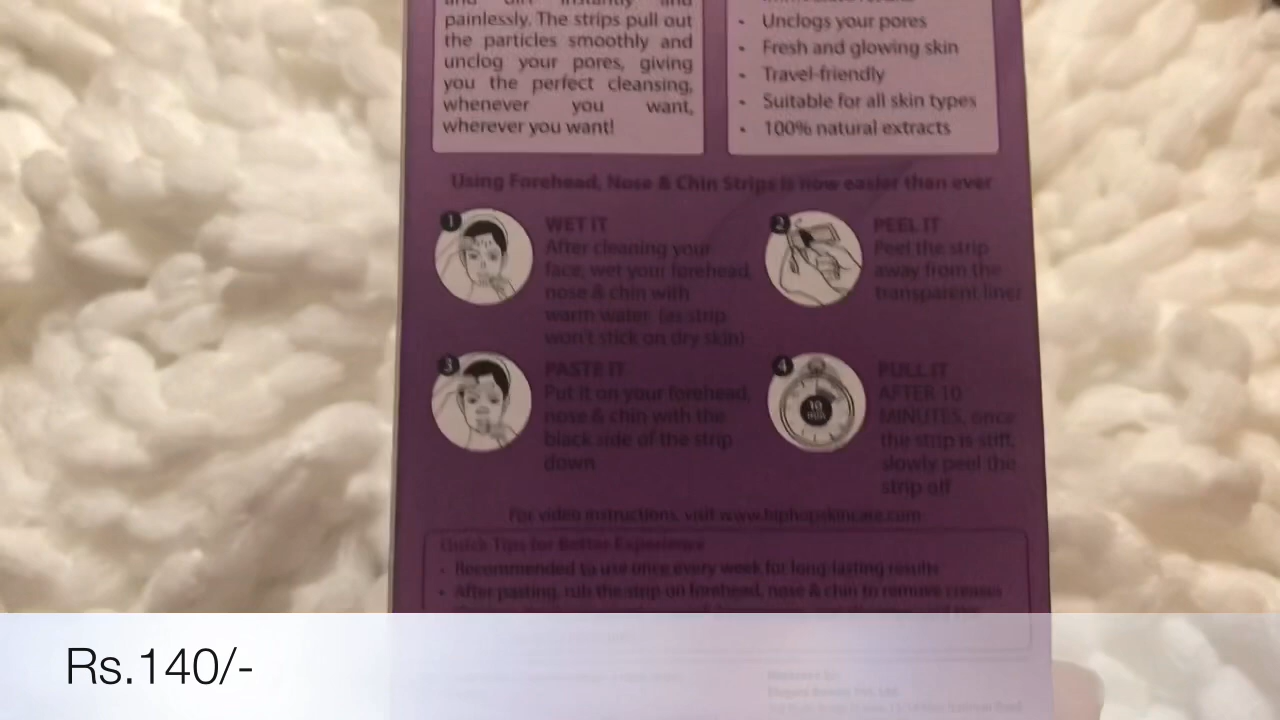 painlessly. The strips pull out
the particles smoothly and
unclog your pores, giving
you the perfect cleansing,
whenever you want,
wherever you want!
- Unclogs your pores
- Fresh and glowing skin
- Travel-friendly
- Suitable for all skin types
- 100% natural extracts
Using Forehead, Nose & Chin Strips is now easier than ever
1
WET IT
After cleaning your
face, wet your forehead,
nose & chin with
warm water. (as strip
won't stick on dry skin)
2
PEEL IT
Peel the strip
away from the
transparent liner
3
PASTE IT
Put it on your forehead,
nose & chin with the
black side of the strip
down
4
10
min
PULL IT
AFTER 10
MINUTES, once
the strip is stiff,
slowly peel the
strip off
For video instructions, visit www.hiphopskincare.com
Quick Tips for Better Experience
- Recommended to use once every week for long-lasting results
- After pasting, rub the strip on forehead, nose & chin to remove creases
Rs.140/-